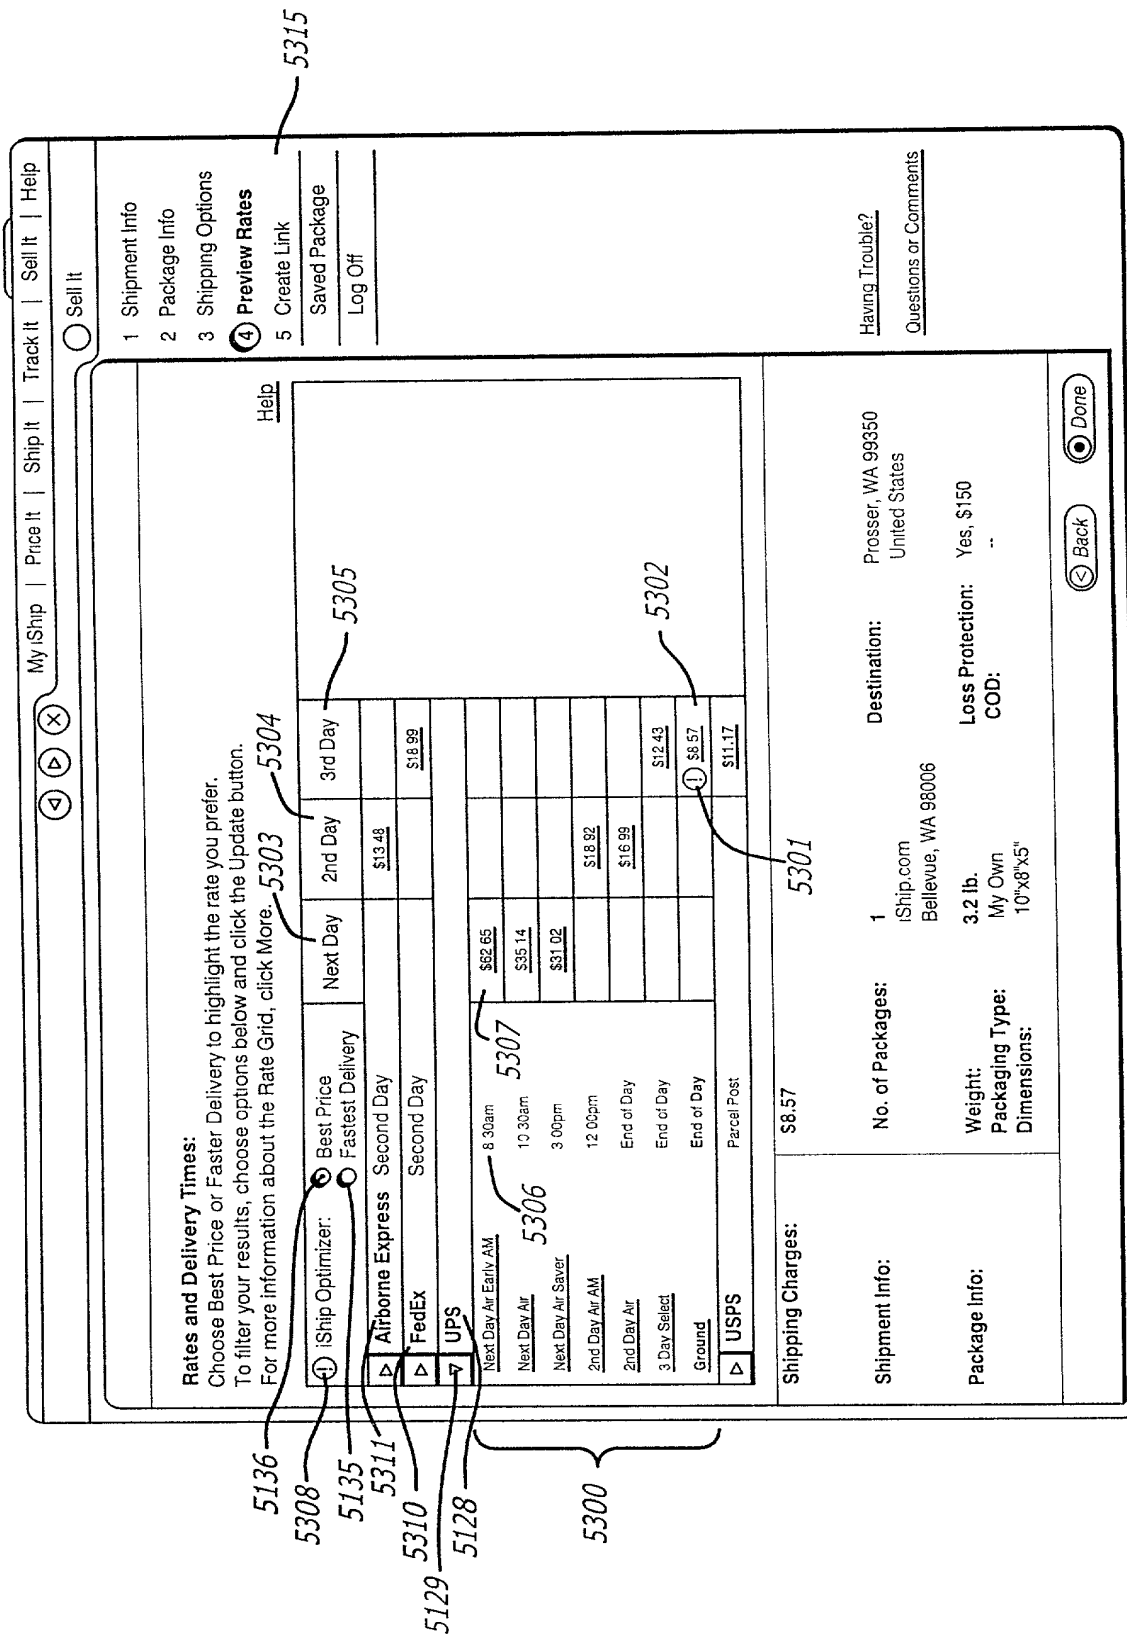 My iShip | Price It | Ship It | Track It | Sell It | Help
Sell It
1 Shipment Info
2 Package Info
3 Shipping Options
4 Preview Rates
5 Create Link
Saved Package
Log Off
5315
Having Trouble?
Questions or Comments
Rates and Delivery Times:
Choose Best Price or Faster Delivery to highlight the rate you prefer.
To filter your results, choose options below and click the Update button.
For more information about the Rate Grid, click More.
Help
5303
5304
5305
! iShip Optimizer: Best Price Next Day 2nd Day 3rd Day
Fastest Delivery
Airborne Express Second Day $13 48
FedEx Second Day $18 99
UPS
Next Day Air Early AM 8 30am $62 65
Next Day Air 10 30am $35 14
Next Day Air Saver 3 00pm $31 02
2nd Day Air AM 12 00pm $18 92
2nd Day Air End of Day $16 99
3 Day Select End of Day $12 43
Ground End of Day ! $8 57
USPS Parcel Post $11.17
5136
5308
5135
5311
5310
5129
5128
5300
5306
5307
5301
5302
Shipping Charges: $8.57
Shipment Info: No. of Packages: 1 Destination: Prosser, WA 99350
iShip.com United States
Bellevue, WA 98006
Package Info: Weight: 3.2 lb. Loss Protection: Yes, $150
Packaging Type: My Own COD: --
Dimensions: 10"x8"x5"
Back Done